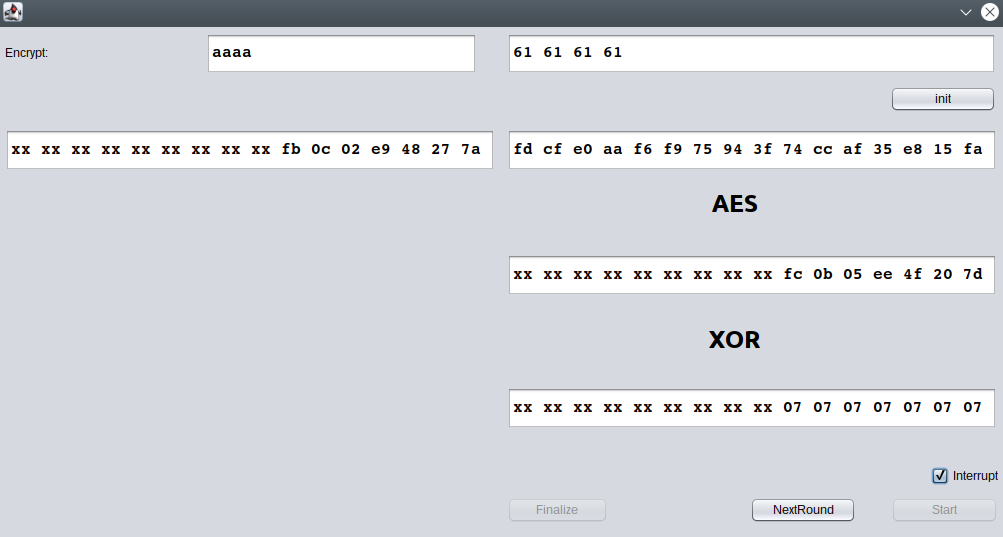 Encrypt: aaaa 61 61 61 61
init
xx xx xx xx xx xx xx xx xx fb 0c 02 e9 48 27 7a fd cf e0 aa f6 f9 75 94 3f 74 cc af 35 e8 15 fa
AES
xx xx xx xx xx xx xx xx xx fc 0b 05 ee 4f 20 7d
XOR
xx xx xx xx xx xx xx xx xx 07 07 07 07 07 07 07
Interrupt
Finalize NextRound Start